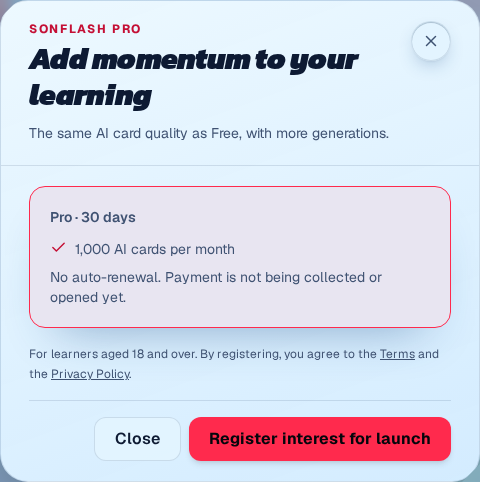 SONFLASH PRO
Add momentum to your
learning
The same AI card quality as Free, with more generations.
Pro · 30 days
1,000 AI cards per month
No auto-renewal. Payment is not being collected or
opened yet.
For learners aged 18 and over. By registering, you agree to the Terms and
the Privacy Policy.
Close
Register interest for launch